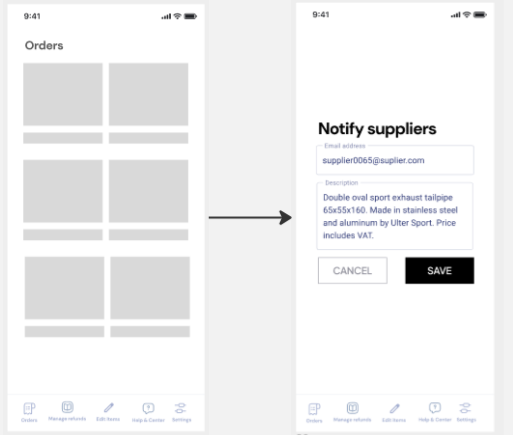 9:41
Orders
Orders
Manage refunds
Edit items
Help & Center
Settings
9:41
Notify suppliers
Email address
supplier0065@suplier.com
Description
Double oval sport exhaust tailpipe
65x55x160. Made in stainless steel
and aluminum by Ulter Sport. Price
includes VAT.
CANCEL
SAVE
Orders
Manage refunds
Edit items
Help & Center
Settings